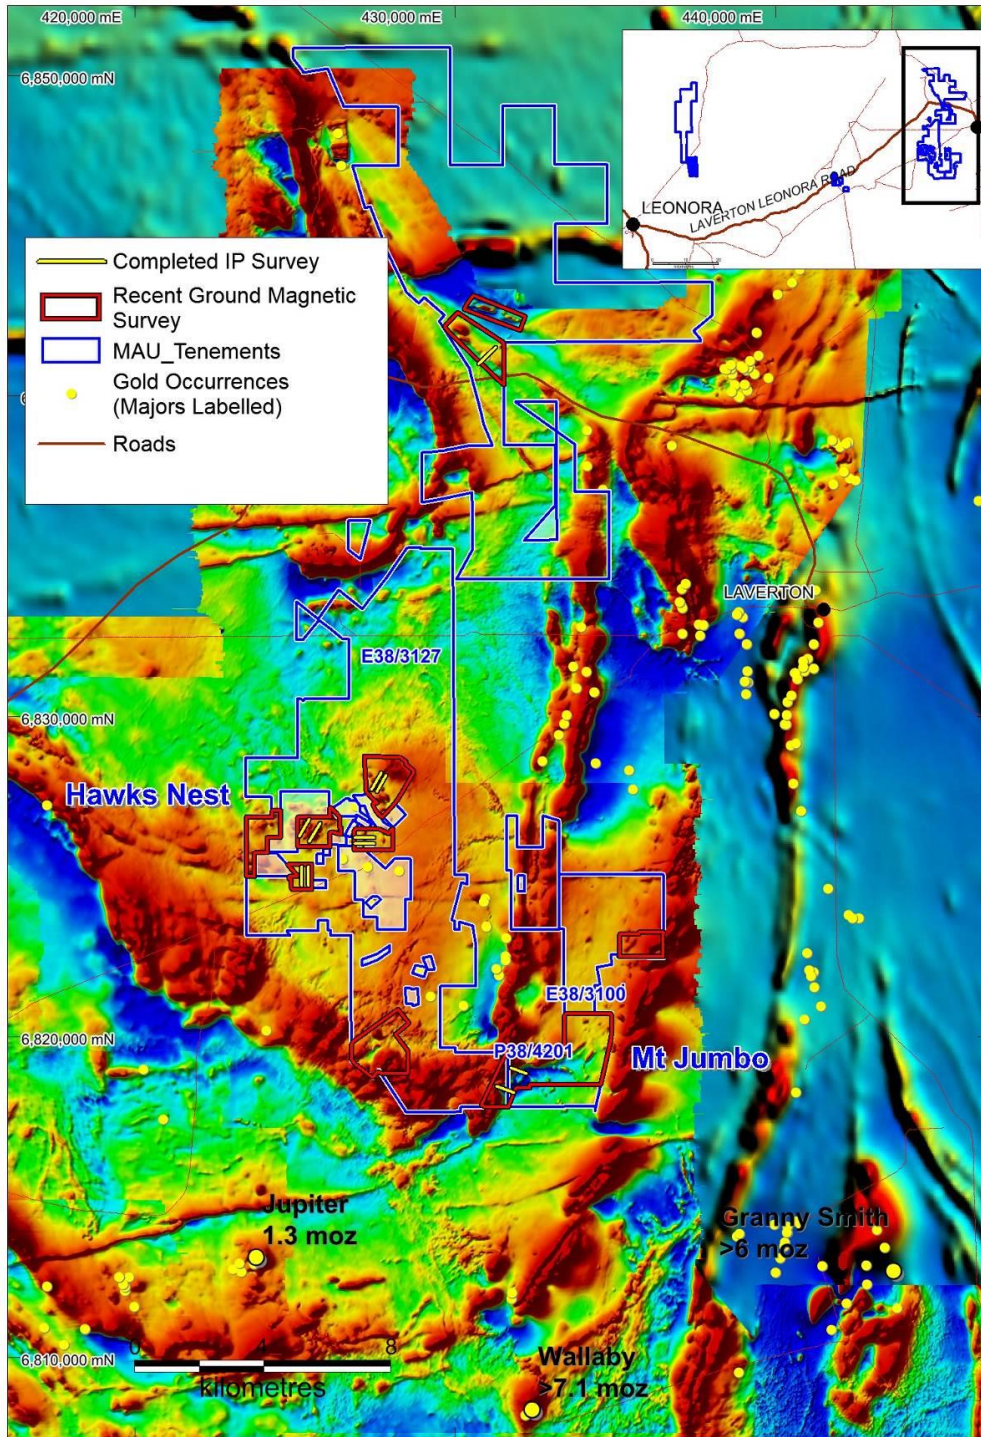 420,000 mE
430,000 mE
440,000 mE
6,850,000 mN
LEONORA
LAVERTON LEONORA ROAD
Completed IP Survey
Recent Ground Magnetic
Survey
MAU_Tenements
Gold Occurrences
(Majors Labelled)
Roads
LAVERTON
E38/3127
6,830,000 mN
Hawks Nest
E38/3100
6,820,000 mN
P38/4201
Mt Jumbo
Jupiter
1.3 moz
Granny Smith
>6 moz
6,810,000 mN
0 4 8
kilometres
Wallaby
>7.1 moz